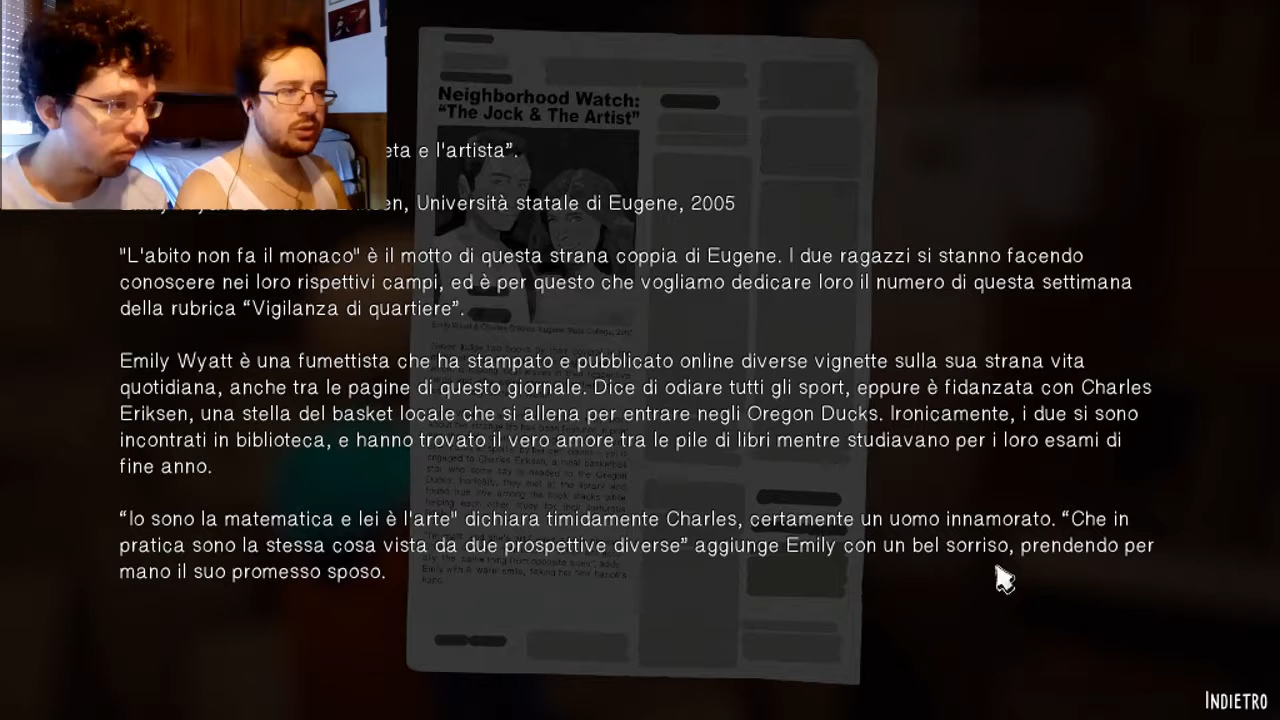 Neighborhood Watch:
“The Jock & The Artist”
e l'artista”.
Università statale di Eugene, 2005
"L'abito non fa il monaco" è il motto di questa strana coppia di Eugene. I due ragazzi si stanno facendo
conoscere nei loro rispettivi campi, ed è per questo che vogliamo dedicare loro il numero di questa settimana
della rubrica “Vigilanza di quartiere”.
Emily Wyatt è una fumettista che ha stampato e pubblicato online diverse vignette sulla sua strana vita
quotidiana, anche tra le pagine di questo giornale. Dice di odiare tutti gli sport, eppure è fidanzata con Charles
Eriksen, una stella del basket locale che si allena per entrare negli Oregon Ducks. Ironicamente, i due si sono
incontrati in biblioteca, e hanno trovato il vero amore tra le pile di libri mentre studiavano per i loro esami di
fine anno.
“Io sono la matematica e lei è l'arte" dichiara timidamente Charles, certamente un uomo innamorato. “Che in
pratica sono la stessa cosa vista da due prospettive diverse” aggiunge Emily con un bel sorriso, prendendo per
mano il suo promesso sposo.
INDIETRO